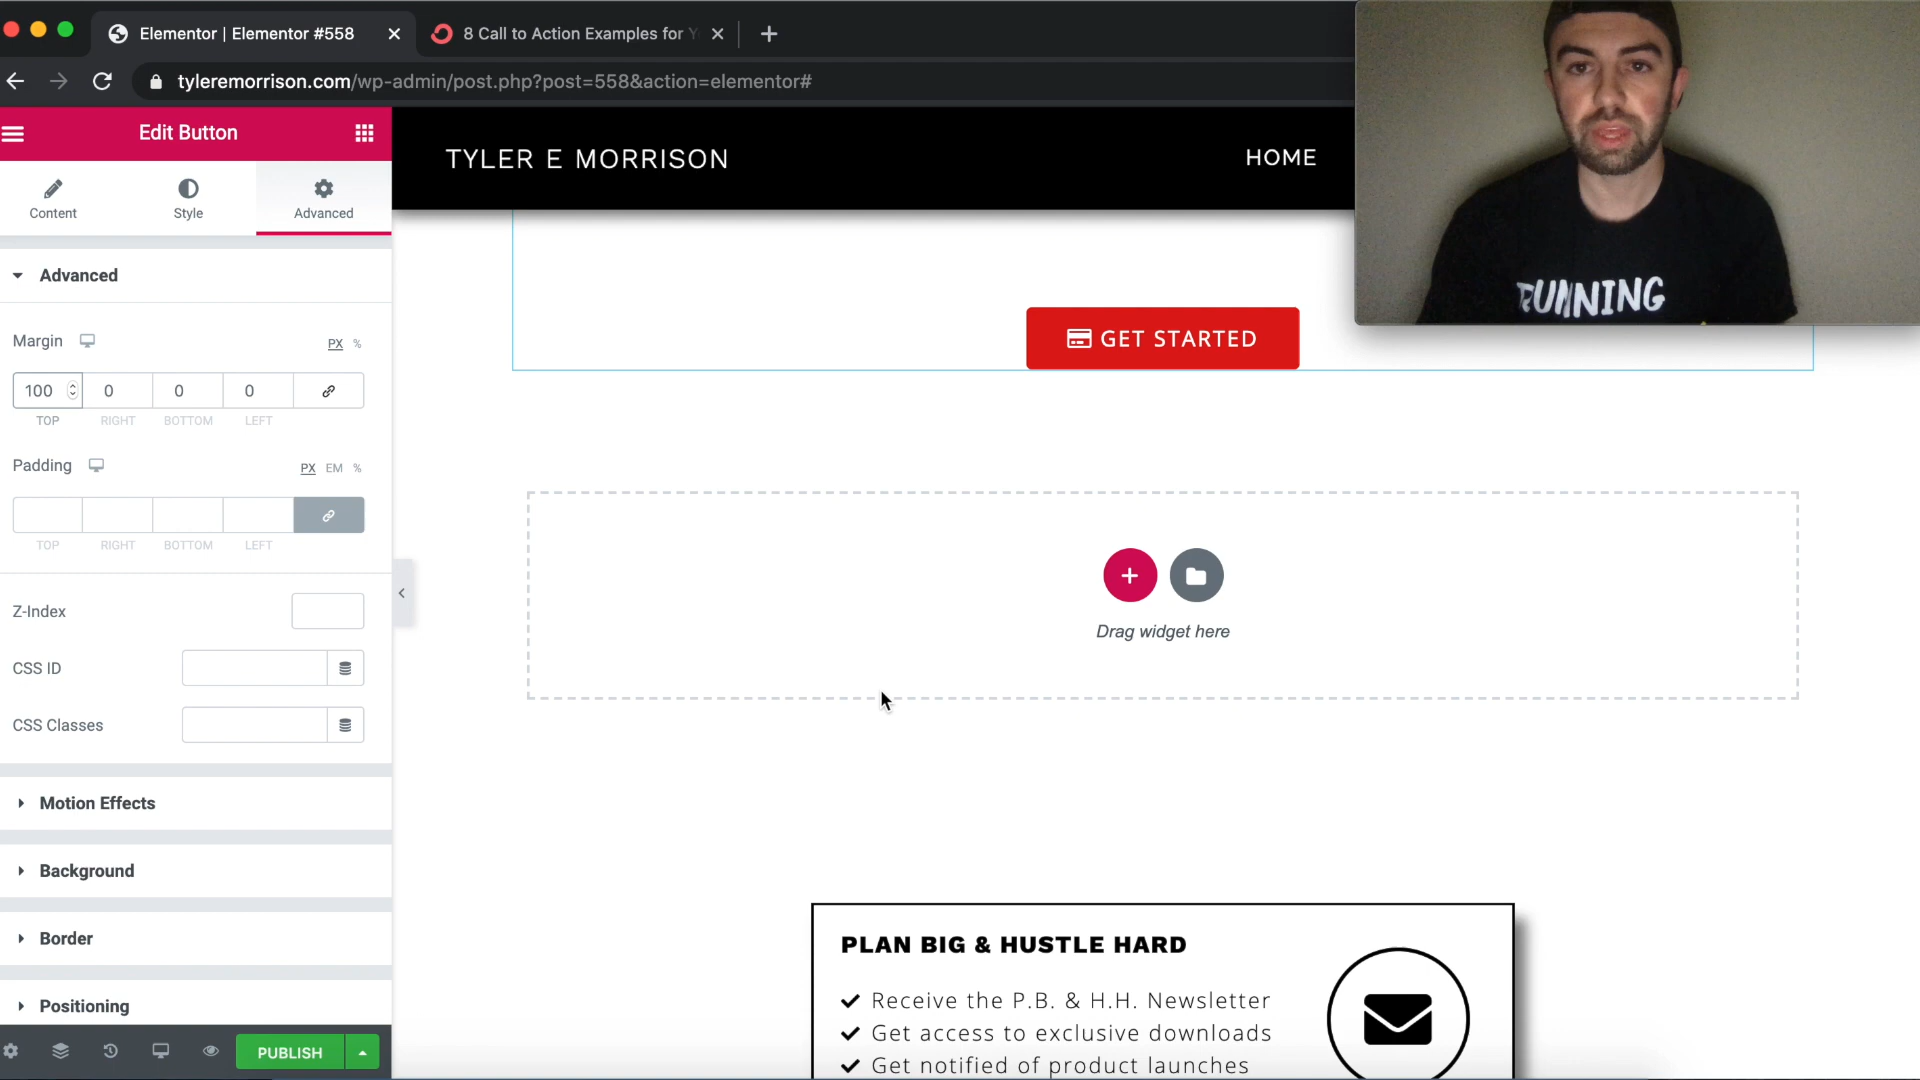 Elementor | Elementor #558
8 Call to Action Examples for
tyleremorrison.com/wp-admin/post.php?post=558&action=elementor#
Edit Button
Content
Style
Advanced
Advanced
Margin
PX %
100 0 0 0
TOP RIGHT BOTTOM LEFT
Padding
PX EM %
TOP RIGHT BOTTOM LEFT
Z-Index
CSS ID
CSS Classes
Motion Effects
Background
Border
Positioning
PUBLISH
TYLER E MORRISON
HOME
GET STARTED
Drag widget here
PLAN BIG & HUSTLE HARD
Receive the P.B. & H.H. Newsletter
Get access to exclusive downloads
Get notified of product launches
RUNNING